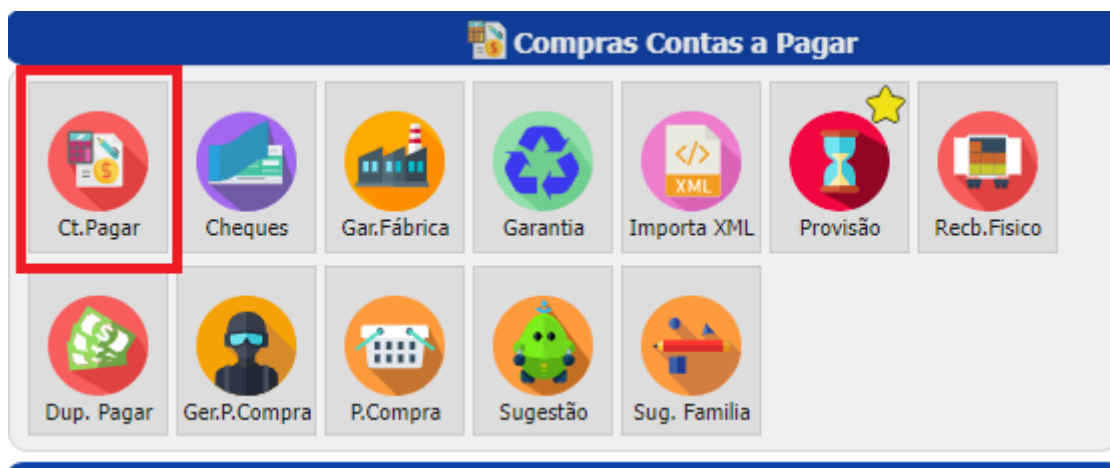 Compras Contas a Pagar
Ct.Pagar
Cheques
Gar.Fábrica
Garantia
</>
XML
Importa XML
Provisão
Recb.Fisico
Dup. Pagar
Ger.P.Compra
P.Compra
Sugestão
Sug. Familia